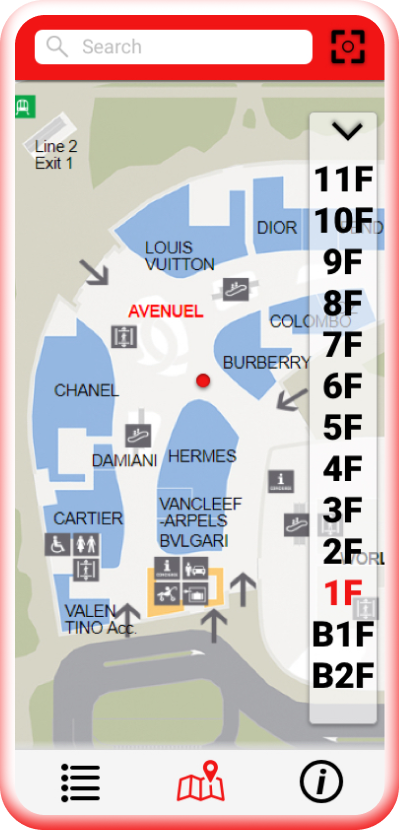 Search
Line 2
Exit 1
LOUIS
VUITTON
DIOR
AVENUEL
COLOMBO
BURBERRY
CHANEL
DAMIANI
HERMES
CARTIER
VANCLEEF
-ARPELS
BVLGARI
VALEN
TINO Acc.
11F
10F
9F
8F
7F
6F
5F
4F
3F
2F
1F
B1F
B2F